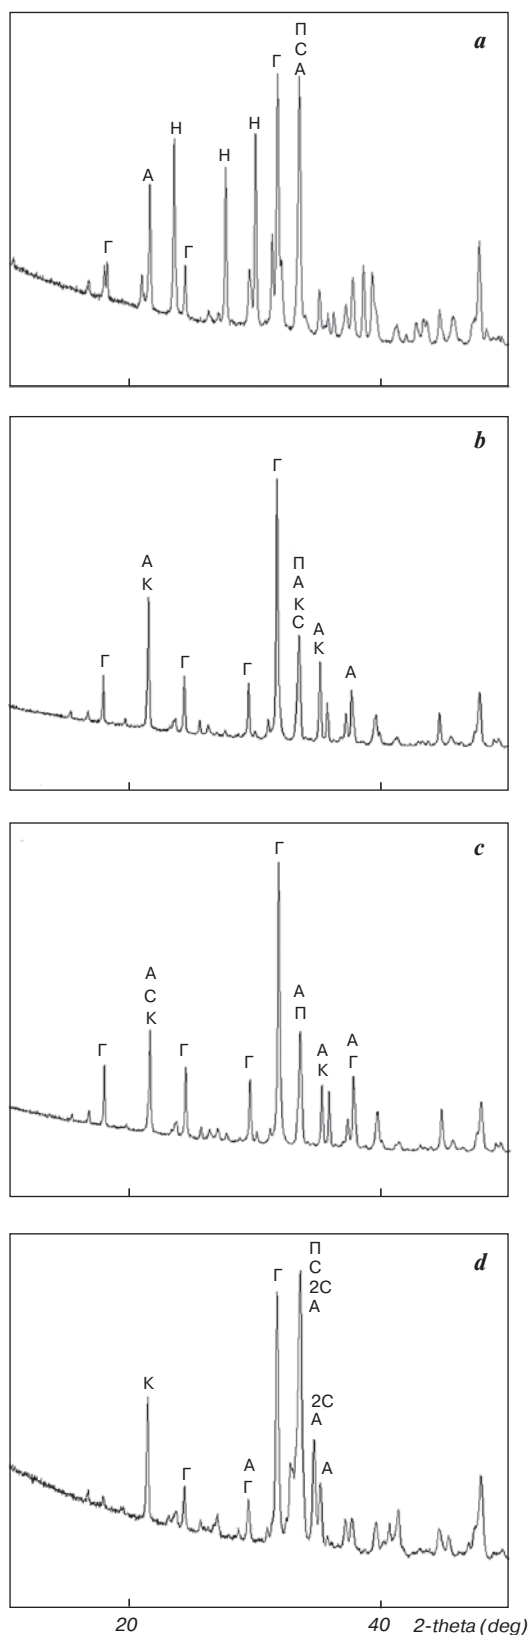 П
С
А
a
Г
Н
Н
Н
А
Г
Г
b
Г
А
К
П
А
К
С
А
К
А
Г
Г
Г
c
Г
А
С
К
А
П
А
К
А
Г
Г
Г
Г
d
П
С
2С
А
Г
К
2С
А
А
А
Г
Г
20
40
2-theta (deg)